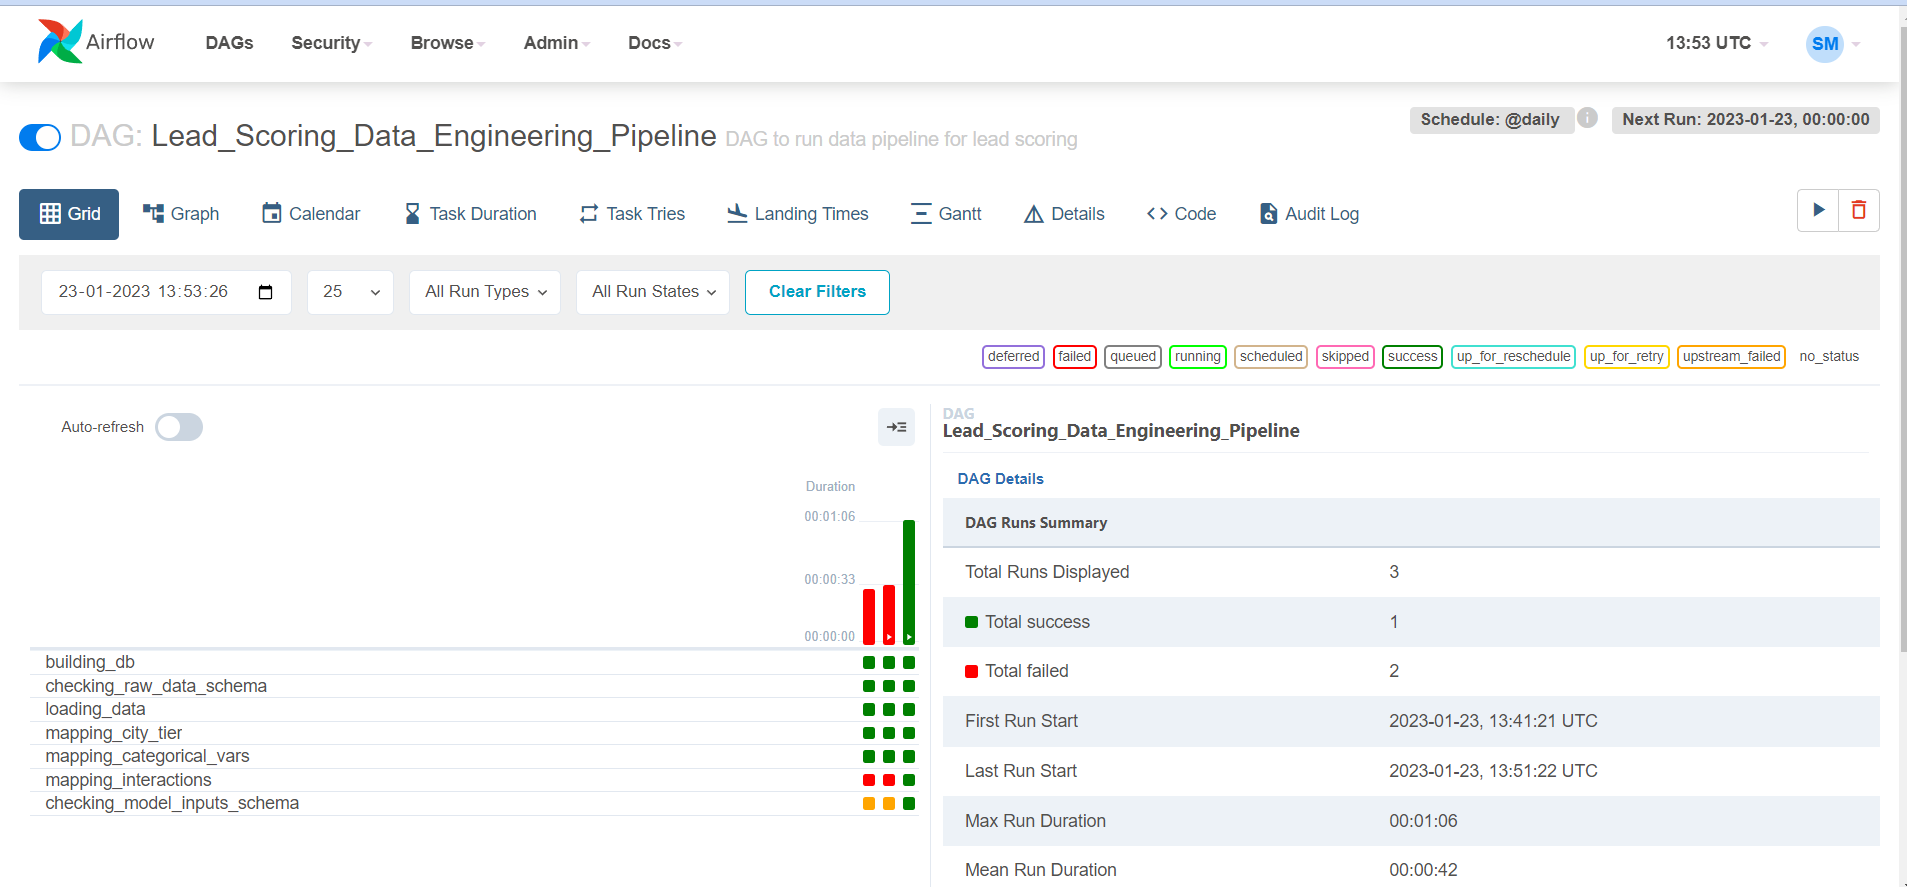 Airflow DAGs Security Browse Admin Docs 13:53 UTC SM
DAG: Lead_Scoring_Data_Engineering_Pipeline DAG to run data pipeline for lead scoring
Schedule: @daily i Next Run: 2023-01-23, 00:00:00
Grid Graph Calendar Task Duration Task Tries Landing Times Gantt Details Code Audit Log
23-01-2023 13:53:26 25 All Run Types All Run States Clear Filters
deferred failed queued running scheduled skipped success up_for_reschedule up_for_retry upstream_failed no_status
Auto-refresh
Duration
00:01:06
00:00:33
00:00:00
building_db
checking_raw_data_schema
loading_data
mapping_city_tier
mapping_categorical_vars
mapping_interactions
checking_model_inputs_schema
DAG
Lead_Scoring_Data_Engineering_Pipeline
DAG Details
DAG Runs Summary
Total Runs Displayed 3
Total success 1
Total failed 2
First Run Start 2023-01-23, 13:41:21 UTC
Last Run Start 2023-01-23, 13:51:22 UTC
Max Run Duration 00:01:06
Mean Run Duration 00:00:42